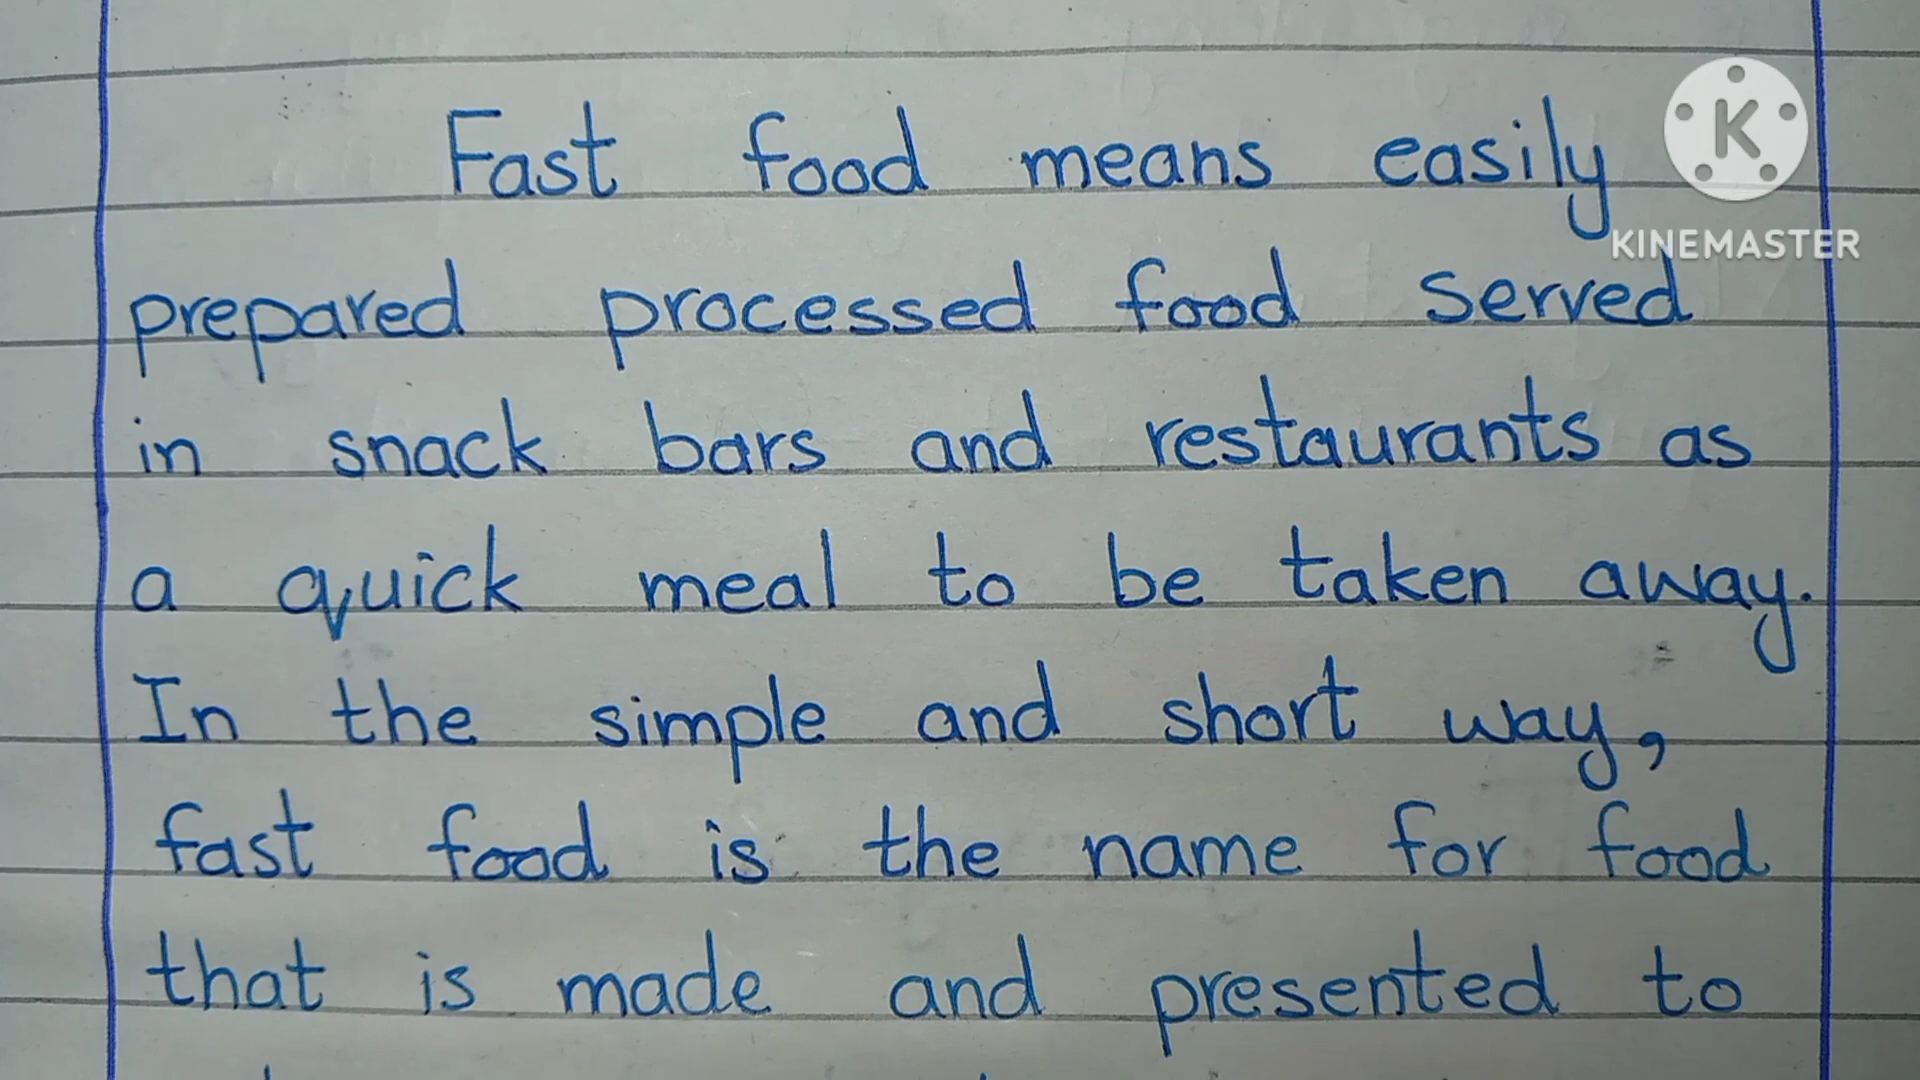 Fast food means easily
K
KINEMASTER
prepared processed food served
in snack bars and restaurants as
a quick meal to be taken away.
In the simple and short way,
fast food is the name for food
that is made and presented to